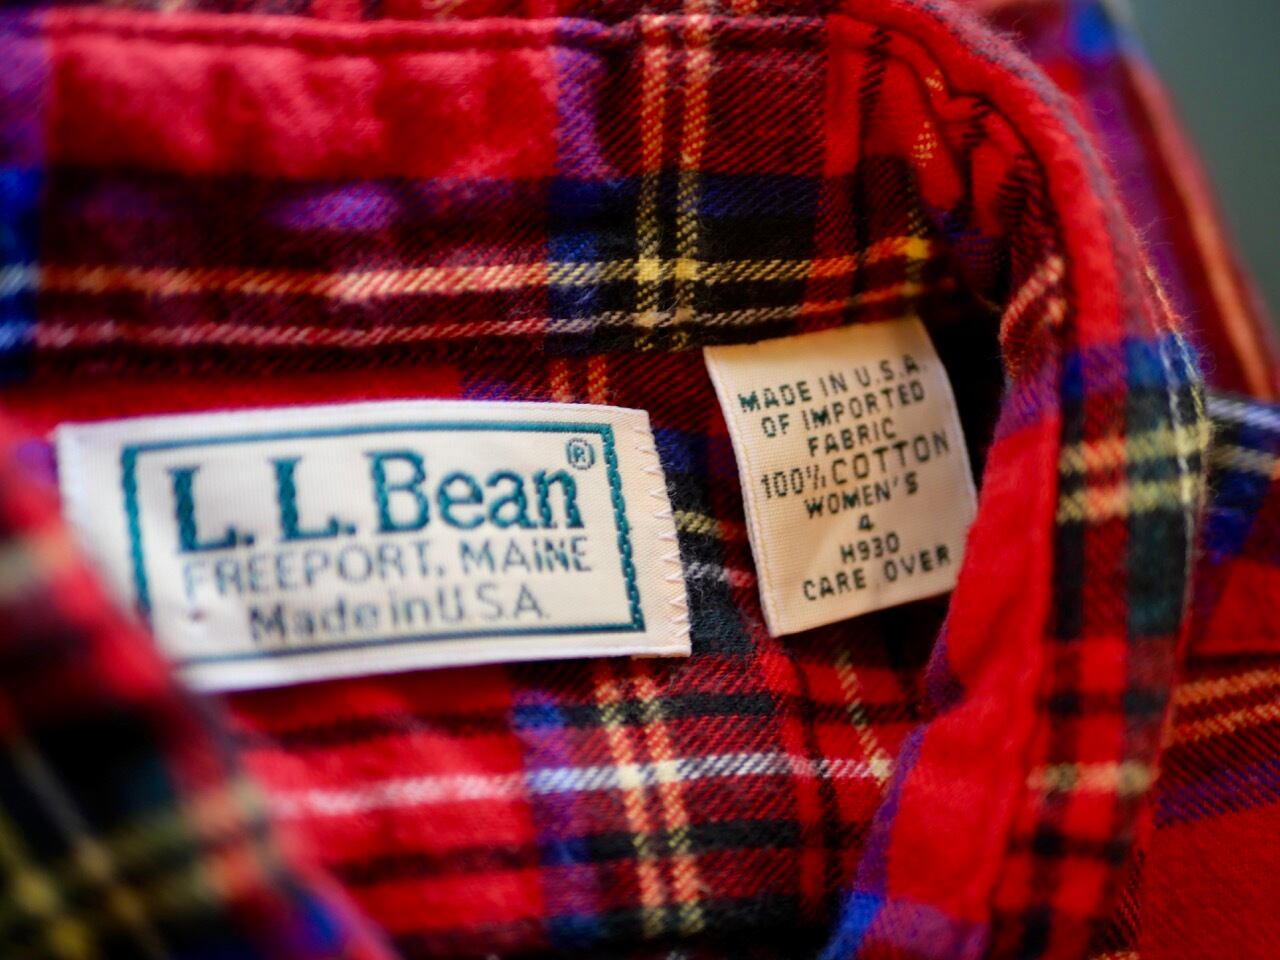 L.L.Bean®
FREEPORT, MAINE
Made in U.S.A.
MADE IN U.S.A.
OF IMPORTED
FABRIC
100% COTTON
WOMEN'S
4
H930
CARE OVER